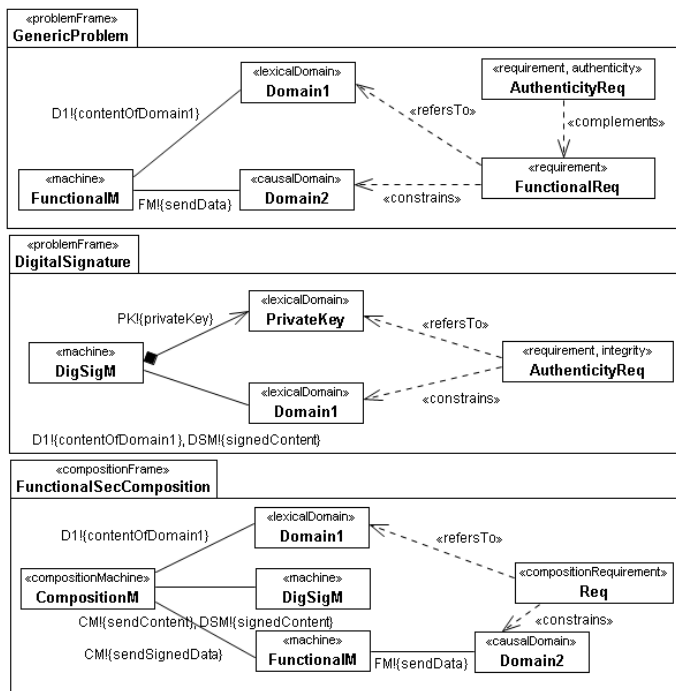 «problemFrame»
GenericProblem
«lexicalDomain»
Domain1
«requirement, authenticity»
AuthenticityReq
D1!{contentOfDomain1}
«refersTo»
«complements»
«machine»
FunctionalM
«causalDomain»
Domain2
«requirement»
FunctionalReq
FM!{sendData}
«constrains»
«problemFrame»
DigitalSignature
«lexicalDomain»
PrivateKey
PK!{privateKey}
«refersTo»
«machine»
DigSigM
«requirement, integrity»
AuthenticityReq
«lexicalDomain»
Domain1
«constrains»
D1!{contentOfDomain1}, DSM!{signedContent}
«compositionFrame»
FunctionalSecComposition
«lexicalDomain»
Domain1
D1!{contentOfDomain1}
«refersTo»
«compositionMachine»
CompositionM
«machine»
DigSigM
«compositionRequirement»
Req
CM!{sendContent}, DSM!{signedContent}
«constrains»
«machine»
FunctionalM
«causalDomain»
Domain2
CM!{sendSignedData}
FM!{sendData}